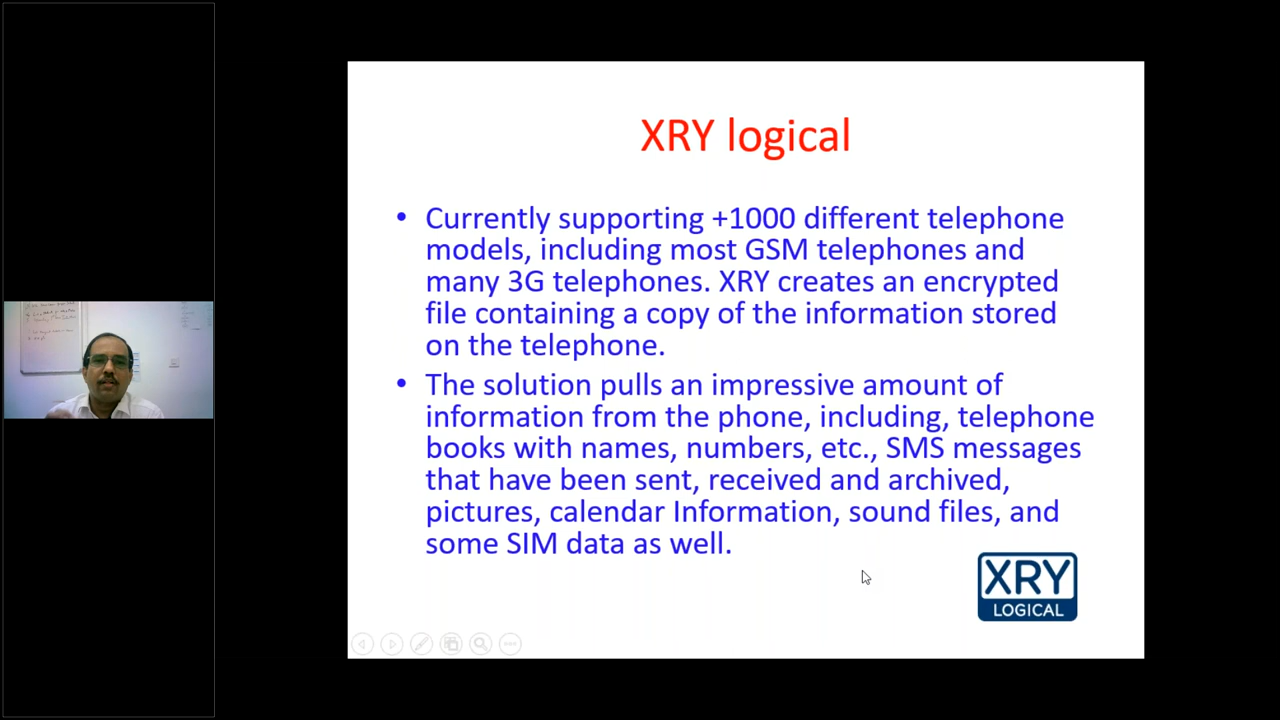 XRY logical
• Currently supporting +1000 different telephone
models, including most GSM telephones and
many 3G telephones. XRY creates an encrypted
file containing a copy of the information stored
on the telephone.
• The solution pulls an impressive amount of
information from the phone, including, telephone
books with names, numbers, etc., SMS messages
that have been sent, received and archived,
pictures, calendar Information, sound files, and
some SIM data as well.
XRY
LOGICAL